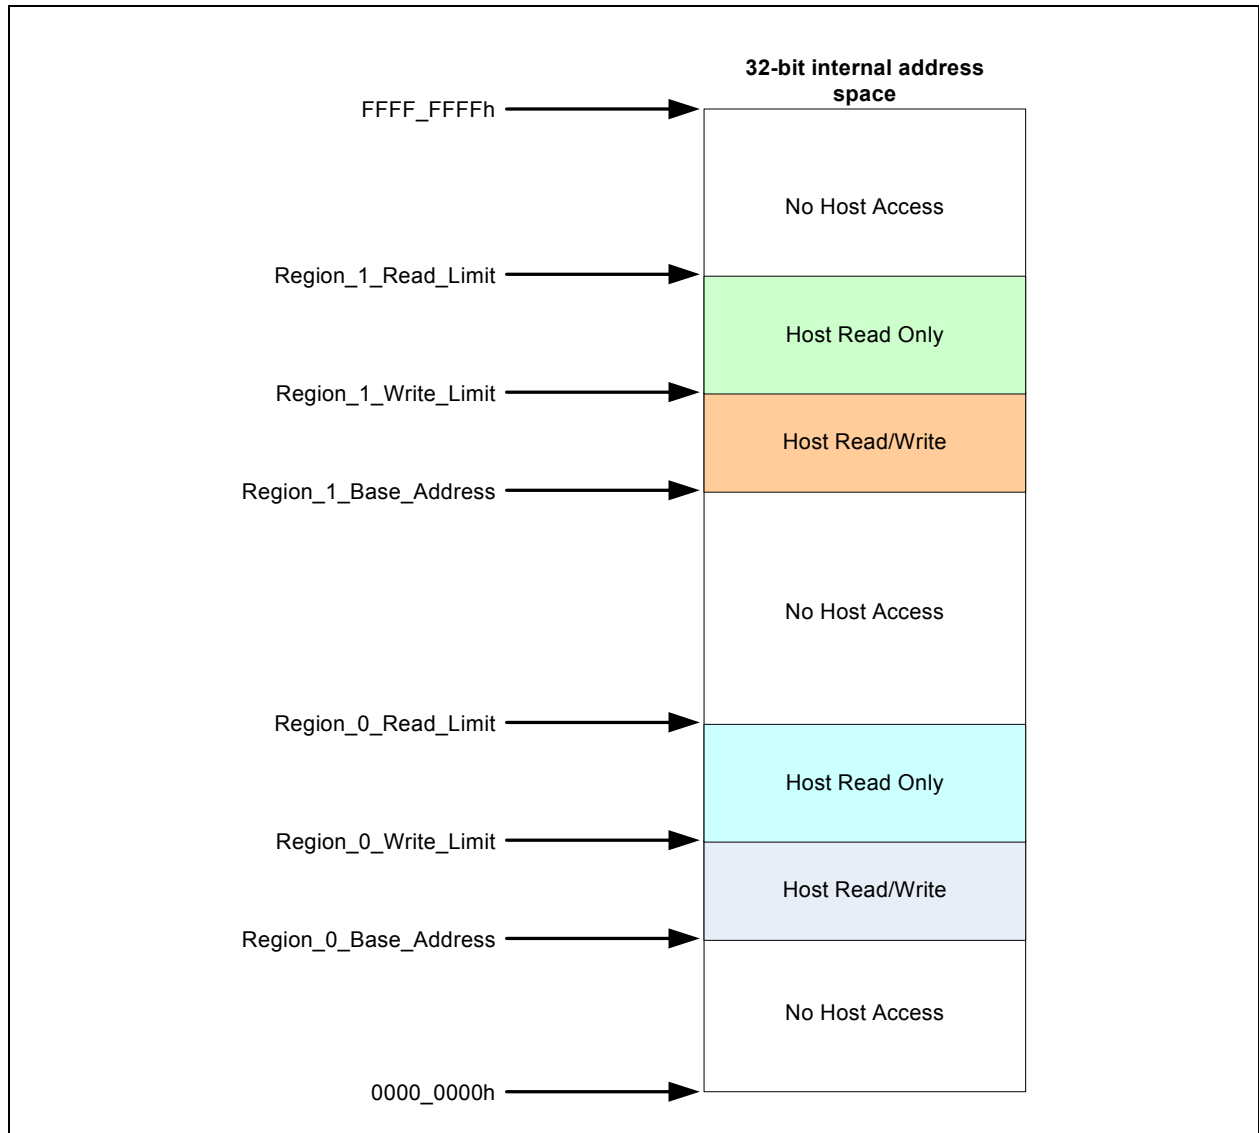 32-bit internal address
space
FFFF_FFFFh
No Host Access
Region_1_Read_Limit
Host Read Only
Region_1_Write_Limit
Host Read/Write
Region_1_Base_Address
No Host Access
Region_0_Read_Limit
Host Read Only
Region_0_Write_Limit
Host Read/Write
Region_0_Base_Address
No Host Access
0000_0000h